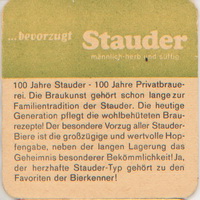 ...bevorzugt Stauder
männlich herb und süffig
100 Jahre Stauder - 100 Jahre Privatbraue-
rei. Die Braukunst gehört schon lange zur
Familientradition der Stauder. Die heutige
Generation pflegt die wohlbehüteten Brau-
rezepte! Der besondere Vorzug aller Stauder-
Biere ist die großzügige und wertvolle Hop-
fengabe, neben der langen Lagerung das
Geheimnis besonderer Bekömmlichkeit! Ja,
der herzhafte Stauder-Typ gehört zu den
Favoriten der Bierkenner!